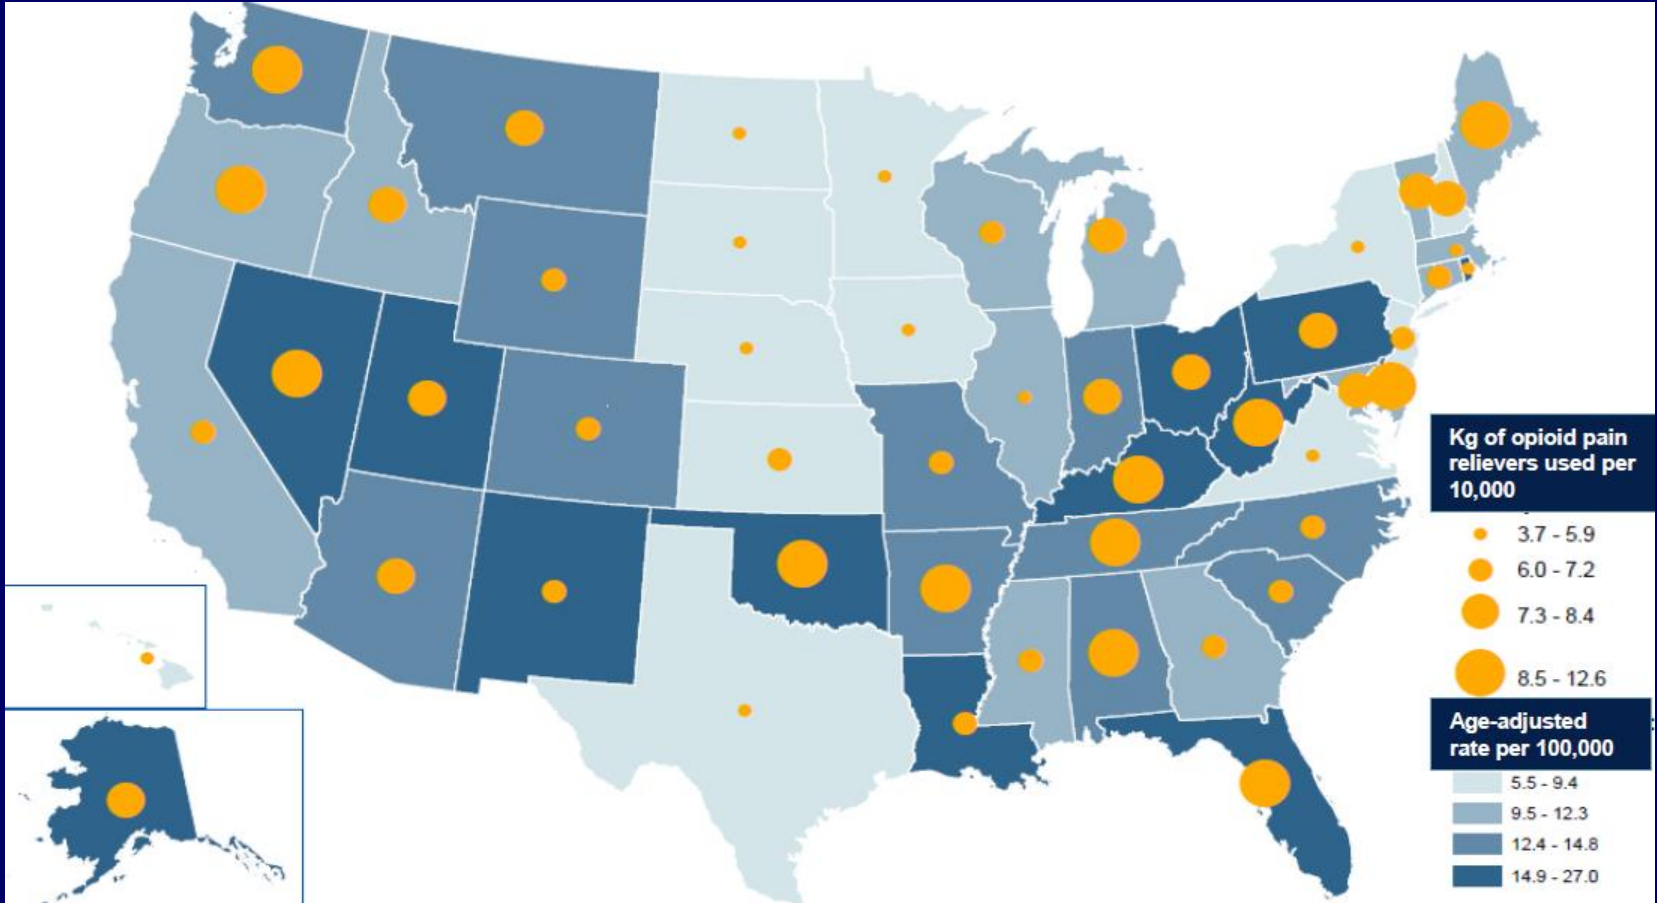 Kg of opioid pain
relievers used per
10,000
3.7 - 5.9
6.0 - 7.2
7.3 - 8.4
8.5 - 12.6
Age-adjusted
rate per 100,000
5.5 - 9.4
9.5 - 12.3
12.4 - 14.8
14.9 - 27.0